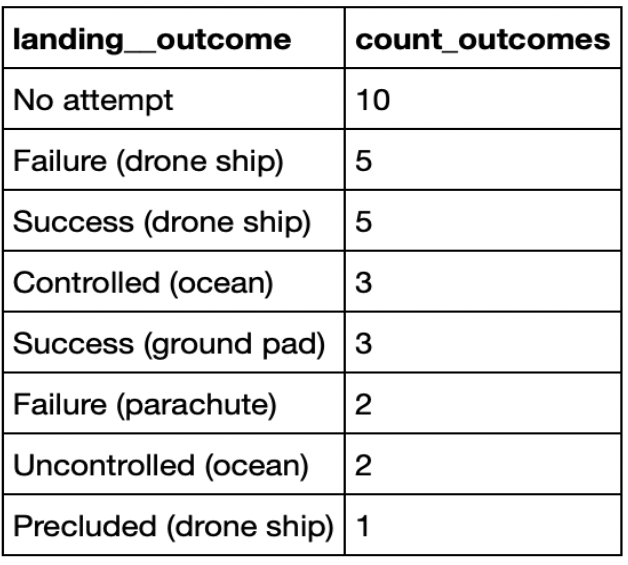 landing__outcome count_outcomes
No attempt 10
Failure (drone ship) 5
Success (drone ship) 5
Controlled (ocean) 3
Success (ground pad) 3
Failure (parachute) 2
Uncontrolled (ocean) 2
Precluded (drone ship) 1